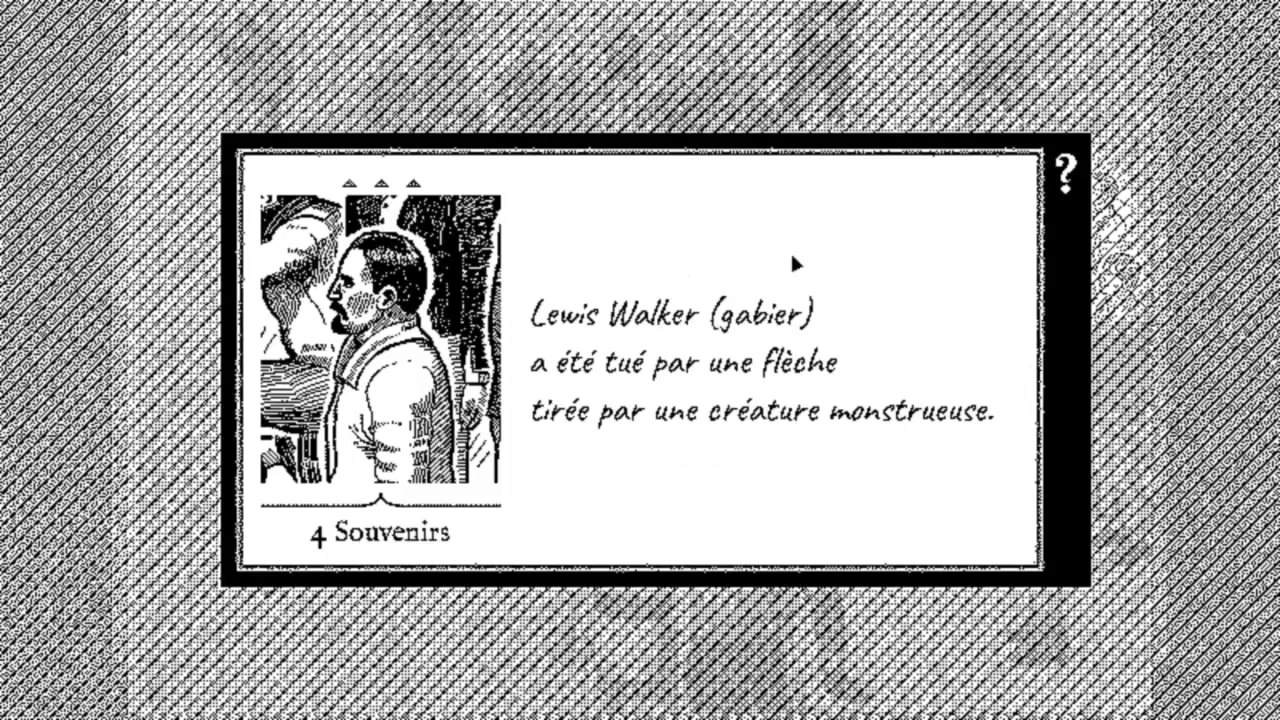 ?
Lewis Walker (gabier)
a été tué par une flèche
tirée par une créature monstrueuse.
4 Souvenirs